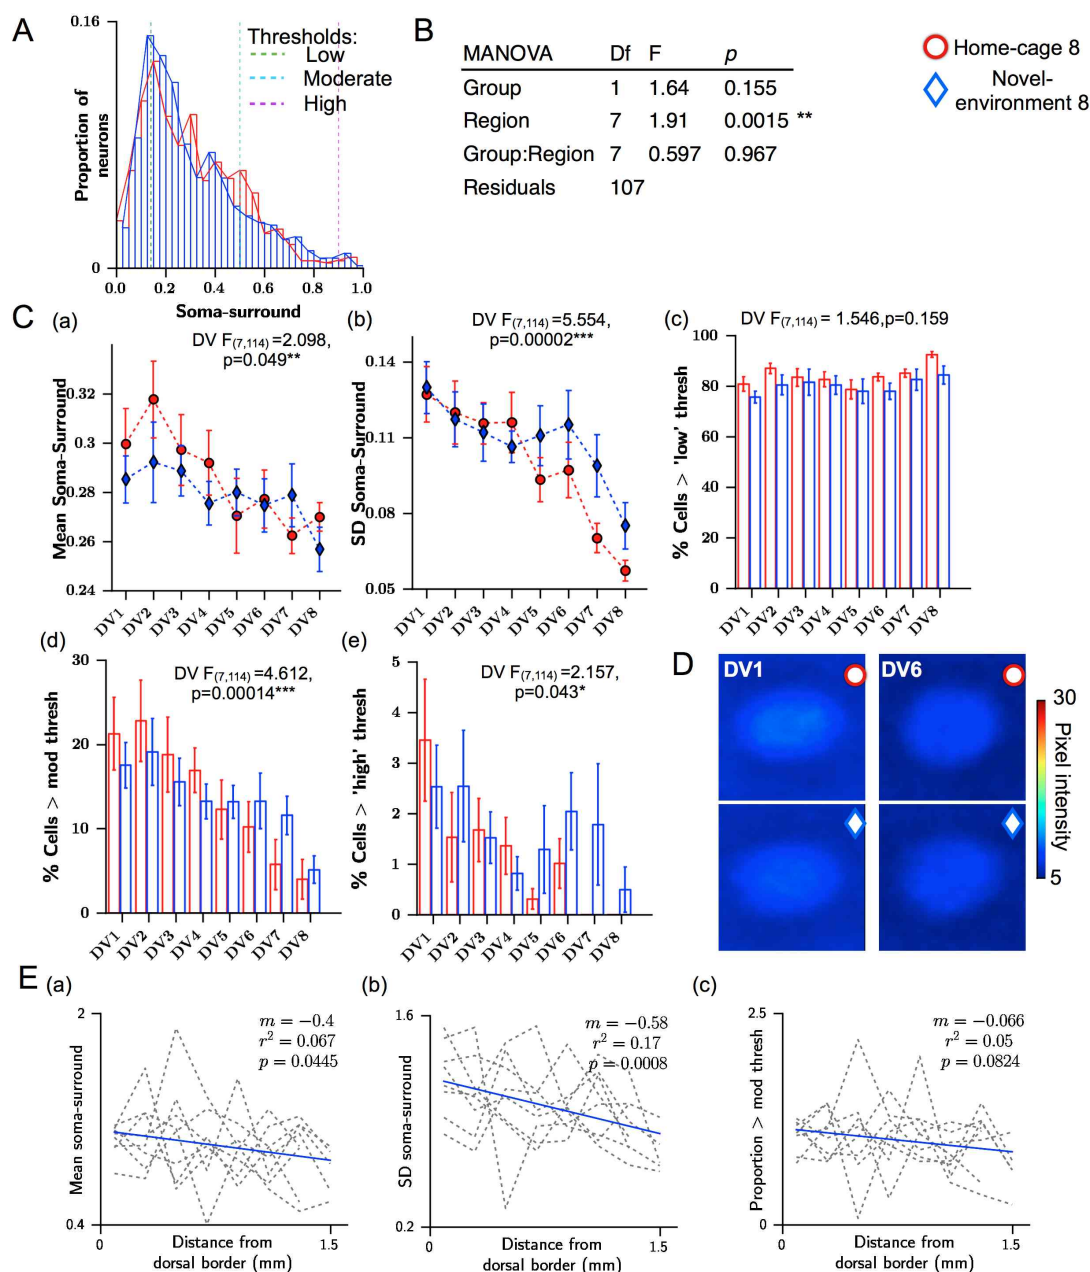 A
0.16
Proportion of
neurons
0
0.0
0.2
0.4
0.6
0.8
1.0
Soma-surround
Thresholds:
Low
Moderate
High
B
MANOVA Df F p
Group 1 1.64 0.155
Region 7 1.91 0.0015 **
Group:Region 7 0.597 0.967
Residuals 107
Home-cage 8
Novel-
environment 8
C (a)
DV F(7,114) =2.098,
p=0.049**
Mean Soma-Surround
0.32
0.3
0.28
0.26
0.24
DV1 DV2 DV3 DV4 DV5 DV6 DV7 DV8
(b)
DV F(7,114) =5.554,
p=0.00002***
SD Soma-Surround
0.14
0.11
0.08
0.05
DV1 DV2 DV3 DV4 DV5 DV6 DV7 DV8
(c)
DV F(7,114) = 1.546,p=0.159
% Cells > 'low' thresh
100
80
60
40
20
0
DV1 DV2 DV3 DV4 DV5 DV6 DV7 DV8
(d)
DV F(7,114) =4.612,
p=0.00014***
% Cells > mod thresh
30
20
10
0
DV1 DV2 DV3 DV4 DV5 DV6 DV7 DV8
(e)
DV F(7,114) =2.157,
p=0.043*
% Cells > 'high' thresh
5
4
3
2
1
0
DV1 DV2 DV3 DV4 DV5 DV6 DV7 DV8
D
DV1
DV6
30
Pixel intensity
5
E (a)
m = −0.4
r² = 0.067
p = 0.0445
Mean soma-surround
2
0.4
0
1.5
Distance from
dorsal border (mm)
(b)
m = −0.58
r² = 0.17
p = 0.0008
SD soma-surround
1.6
0.2
0
1.5
Distance from
dorsal border (mm)
(c)
m = −0.066
r² = 0.05
p = 0.0824
Proportion > mod thresh
2.5
0
0
1.5
Distance from
dorsal border (mm)